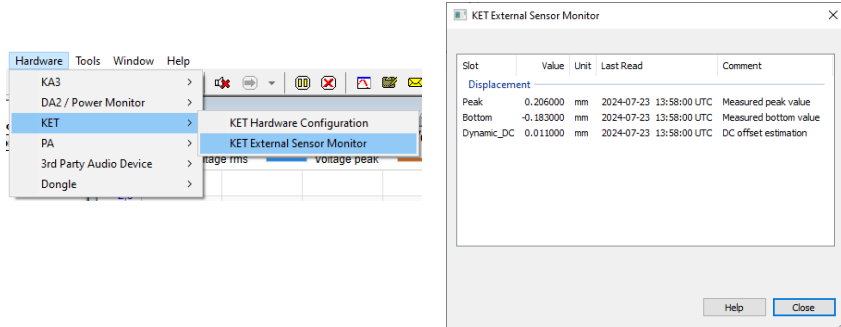 Hardware Tools Window Help
KA3
DA2 / Power Monitor
KET
PA
3rd Party Audio Device
Dongle
KET Hardware Configuration
KET External Sensor Monitor
tage rms
Voltage peak
2,5
KET External Sensor Monitor
Slot Value Unit Last Read Comment
Displacement
Peak 0.206000 mm 2024-07-23 13:58:00 UTC Measured peak value
Bottom -0.183000 mm 2024-07-23 13:58:00 UTC Measured bottom value
Dynamic_DC 0.011000 mm 2024-07-23 13:58:00 UTC DC offset estimation
Help Close